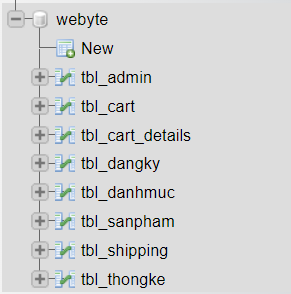 webyte
New
tbl_admin
tbl_cart
tbl_cart_details
tbl_dangky
tbl_danhmuc
tbl_sanpham
tbl_shipping
tbl_thongke